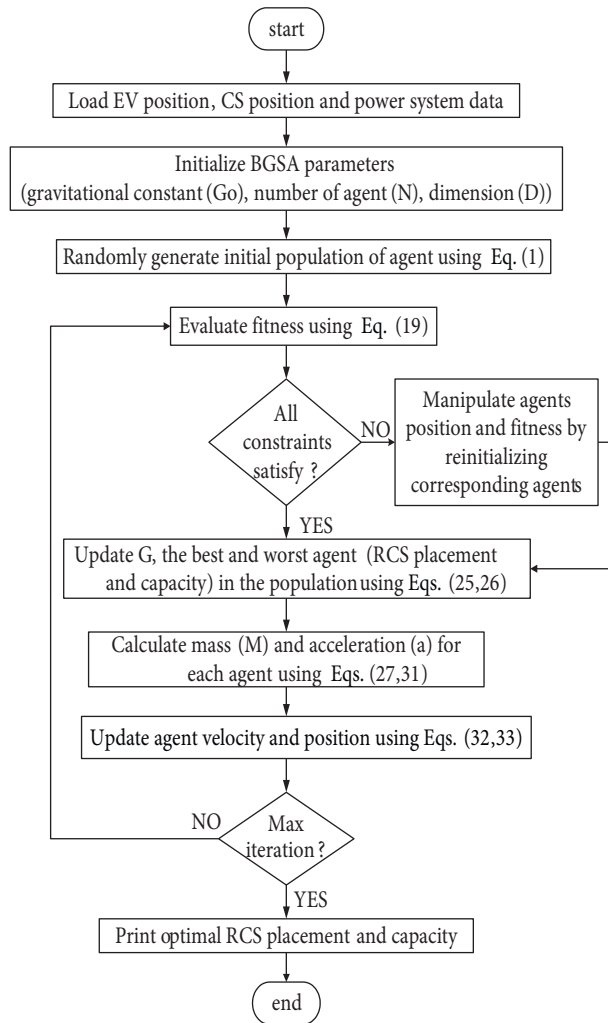 start
Load EV position, CS position and power system data
Initialize BGSA parameters
(gravitational constant (Go), number of agent (N), dimension (D))
Randomly generate initial population of agent using Eq. (1)
Evaluate fitness using Eq. (19)
All
constraints
satisfy ?
NO
Manipulate agents
position and fitness by
reinitializing
corresponding agents
YES
Update G, the best and worst agent (RCS placement
and capacity) in the population using Eqs. (25,26)
Calculate mass (M) and acceleration (a) for
each agent using Eqs. (27,31)
Update agent velocity and position using Eqs. (32,33)
NO
Max
iteration ?
YES
Print optimal RCS placement and capacity
end